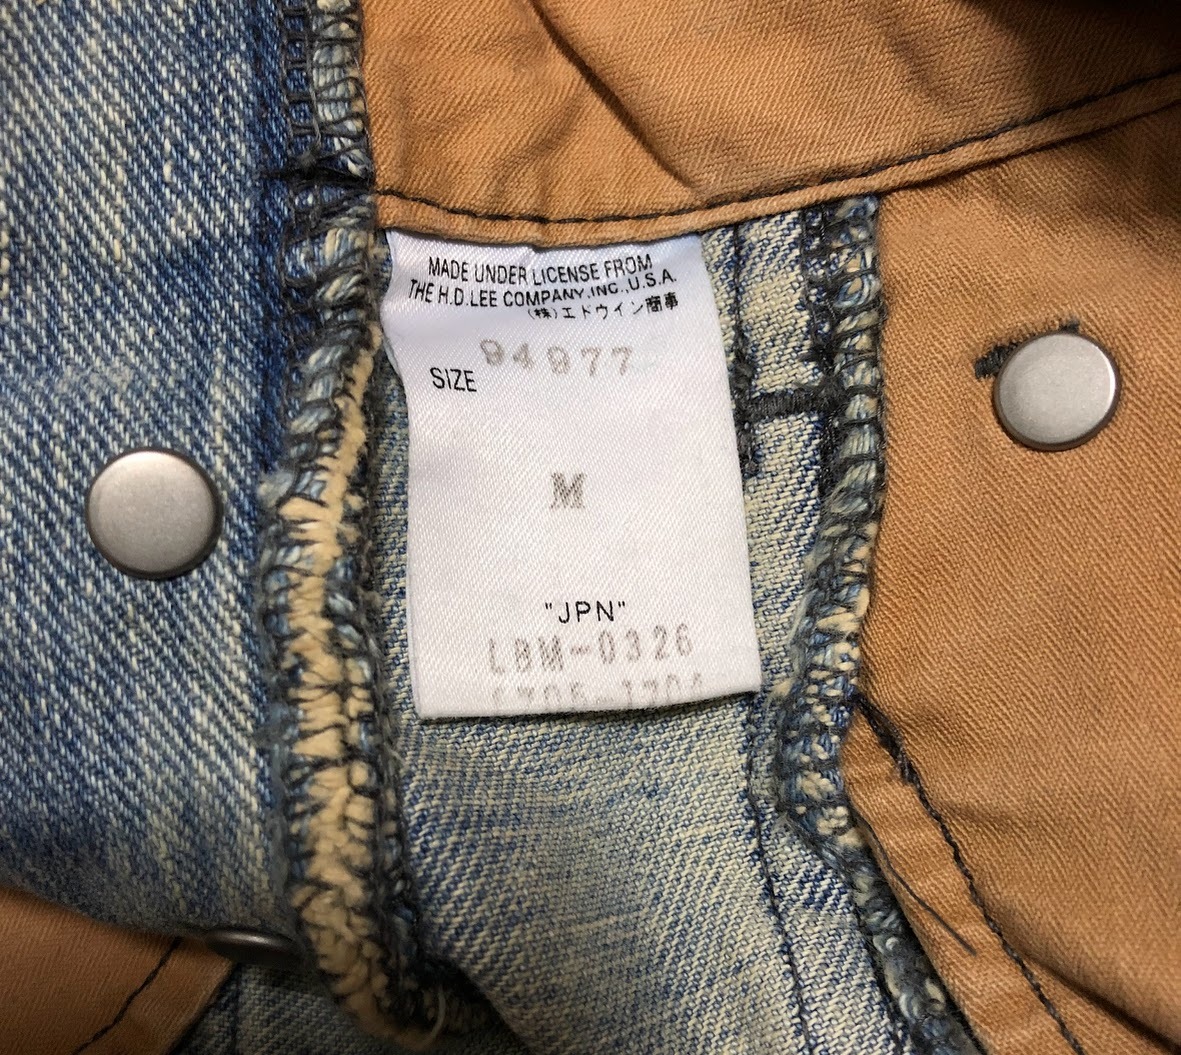 MADE UNDER LICENSE FROM
THE H.D.LEE COMPANY,INC.,U.S.A.
(株)エドウイン商事
94977
SIZE
M
"JPN"
LBM-0326